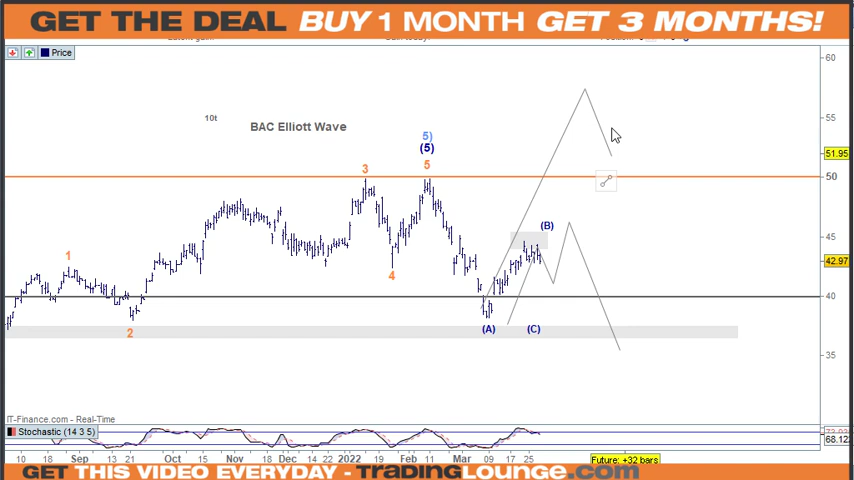 GET THE DEAL BUY 1 MONTH GET 3 MONTHS!
Price
60
10t
BAC Elliott Wave
55
5)
(5)
5
3
51.95
50
(B)
45
1
42.97
4
40
(A)
(C)
2
35
IT-Finance.com - Real-Time
Stochastic (14 3 5)
68.123
10 18 Sep 13 21 Oct 15 Nov 15 Dec 14 22 2022 19 Feb 11 Mar 09 17 25
Future: +32 bars
GET THIS VIDEO EVERYDAY - TRADINGLOUNGE.COM